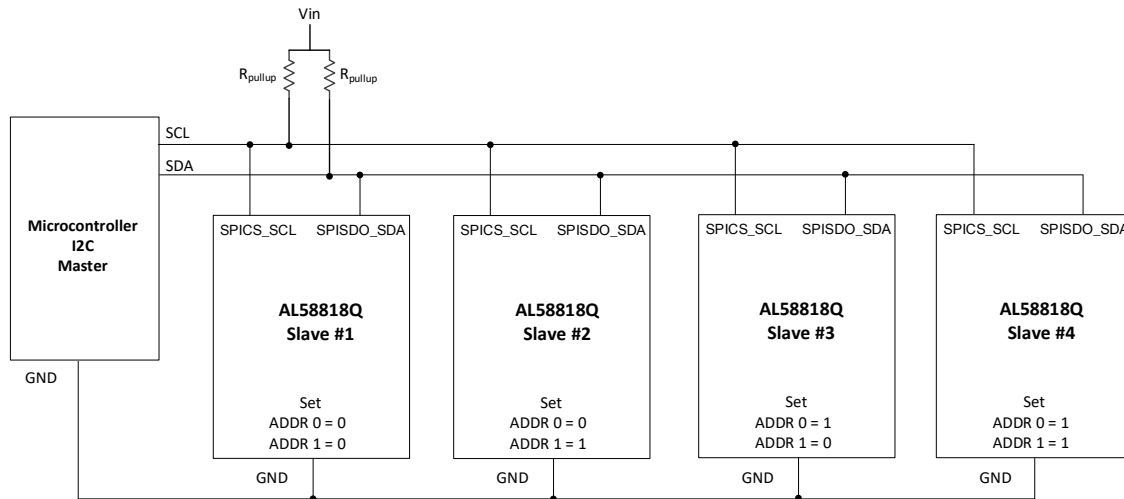 Vin
Rpullup
Rpullup
SCL
SDA
Microcontroller
I2C
Master
GND
SPICS_SCL SPISDO_SDA
AL58818Q
Slave #1
Set
ADDR 0 = 0
ADDR 1 = 0
GND
SPICS_SCL SPISDO_SDA
AL58818Q
Slave #2
Set
ADDR 0 = 0
ADDR 1 = 1
GND
SPICS_SCL SPISDO_SDA
AL58818Q
Slave #3
Set
ADDR 0 = 1
ADDR 1 = 0
GND
SPICS_SCL SPISDO_SDA
AL58818Q
Slave #4
Set
ADDR 0 = 1
ADDR 1 = 1
GND